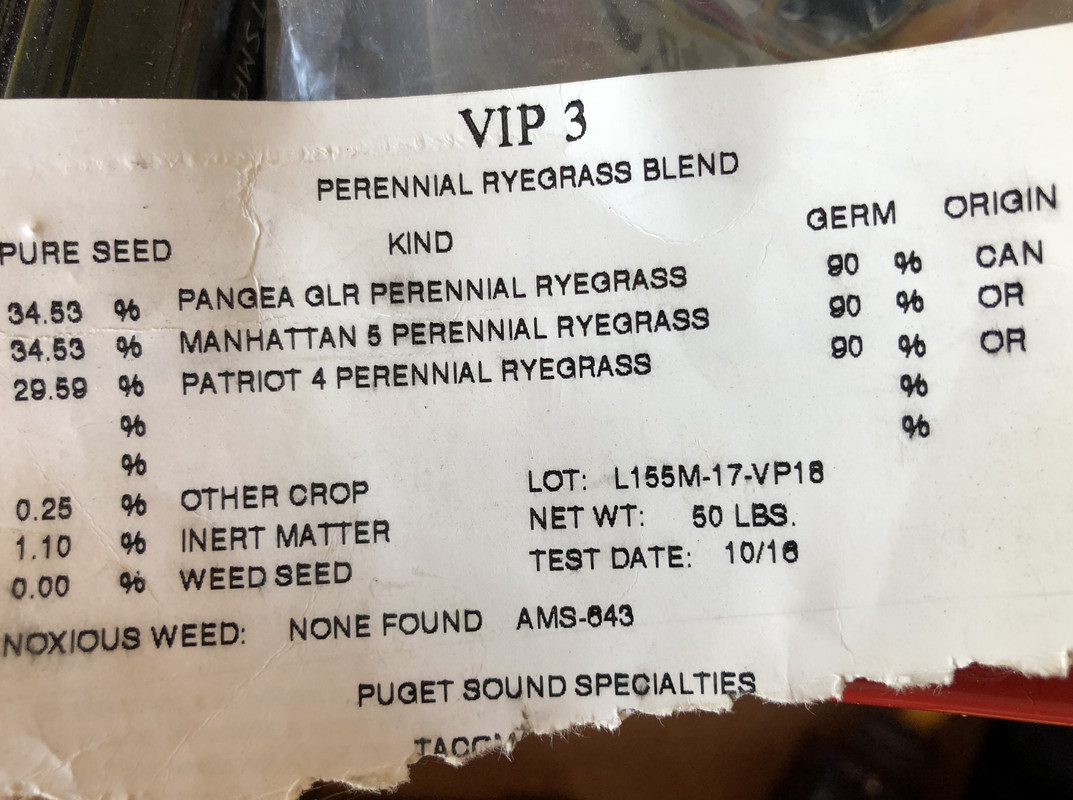 VIP 3
PERENNIAL RYEGRASS BLEND
PURE SEED KIND GERM ORIGIN
34.53 % PANGEA GLR PERENNIAL RYEGRASS 90 % CAN
34.53 % MANHATTAN 5 PERENNIAL RYEGRASS 90 % OR
29.59 % PATRIOT 4 PERENNIAL RYEGRASS 90 % OR
% %
% %
0.25 % OTHER CROP LOT: L155M-17-VP18
1.10 % INERT MATTER NET WT: 50 LBS.
0.00 % WEED SEED TEST DATE: 10/18
NOXIOUS WEED: NONE FOUND AMS-643
PUGET SOUND SPECIALTIES